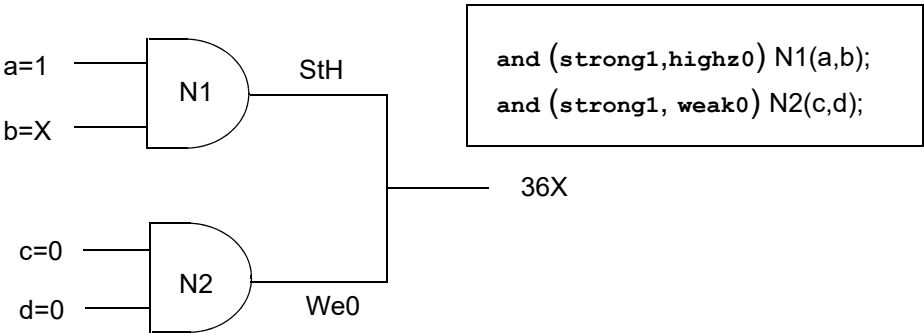 a=1
b=X
N1
StH
and (strong1,highz0) N1(a,b);
and (strong1, weak0) N2(c,d);
36X
c=0
d=0
N2
We0